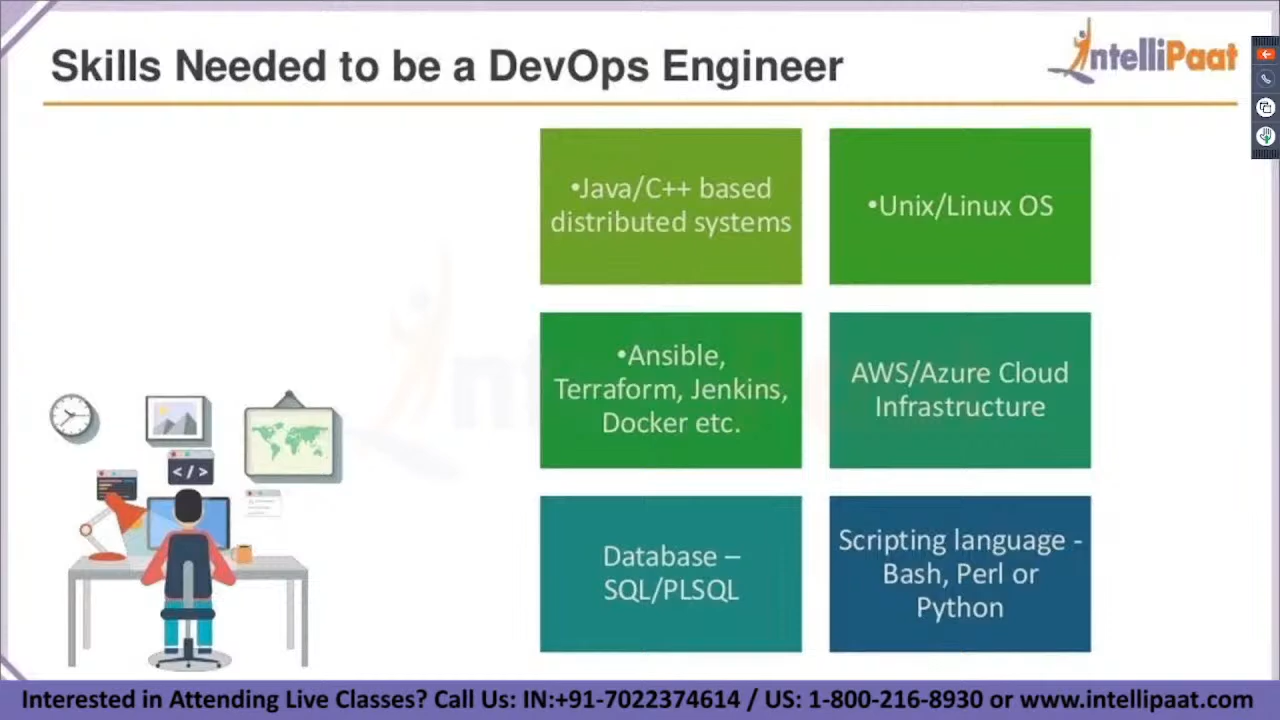 Skills Needed to be a DevOps Engineer
IntelliPaat
•Java/C++ based
distributed systems
•Unix/Linux OS
•Ansible,
Terraform, Jenkins,
Docker etc.
AWS/Azure Cloud
Infrastructure
Database –
SQL/PLSQL
Scripting language -
Bash, Perl or
Python
</>
Interested in Attending Live Classes? Call Us: IN:+91-7022374614 / US: 1-800-216-8930 or www.intellipaat.com